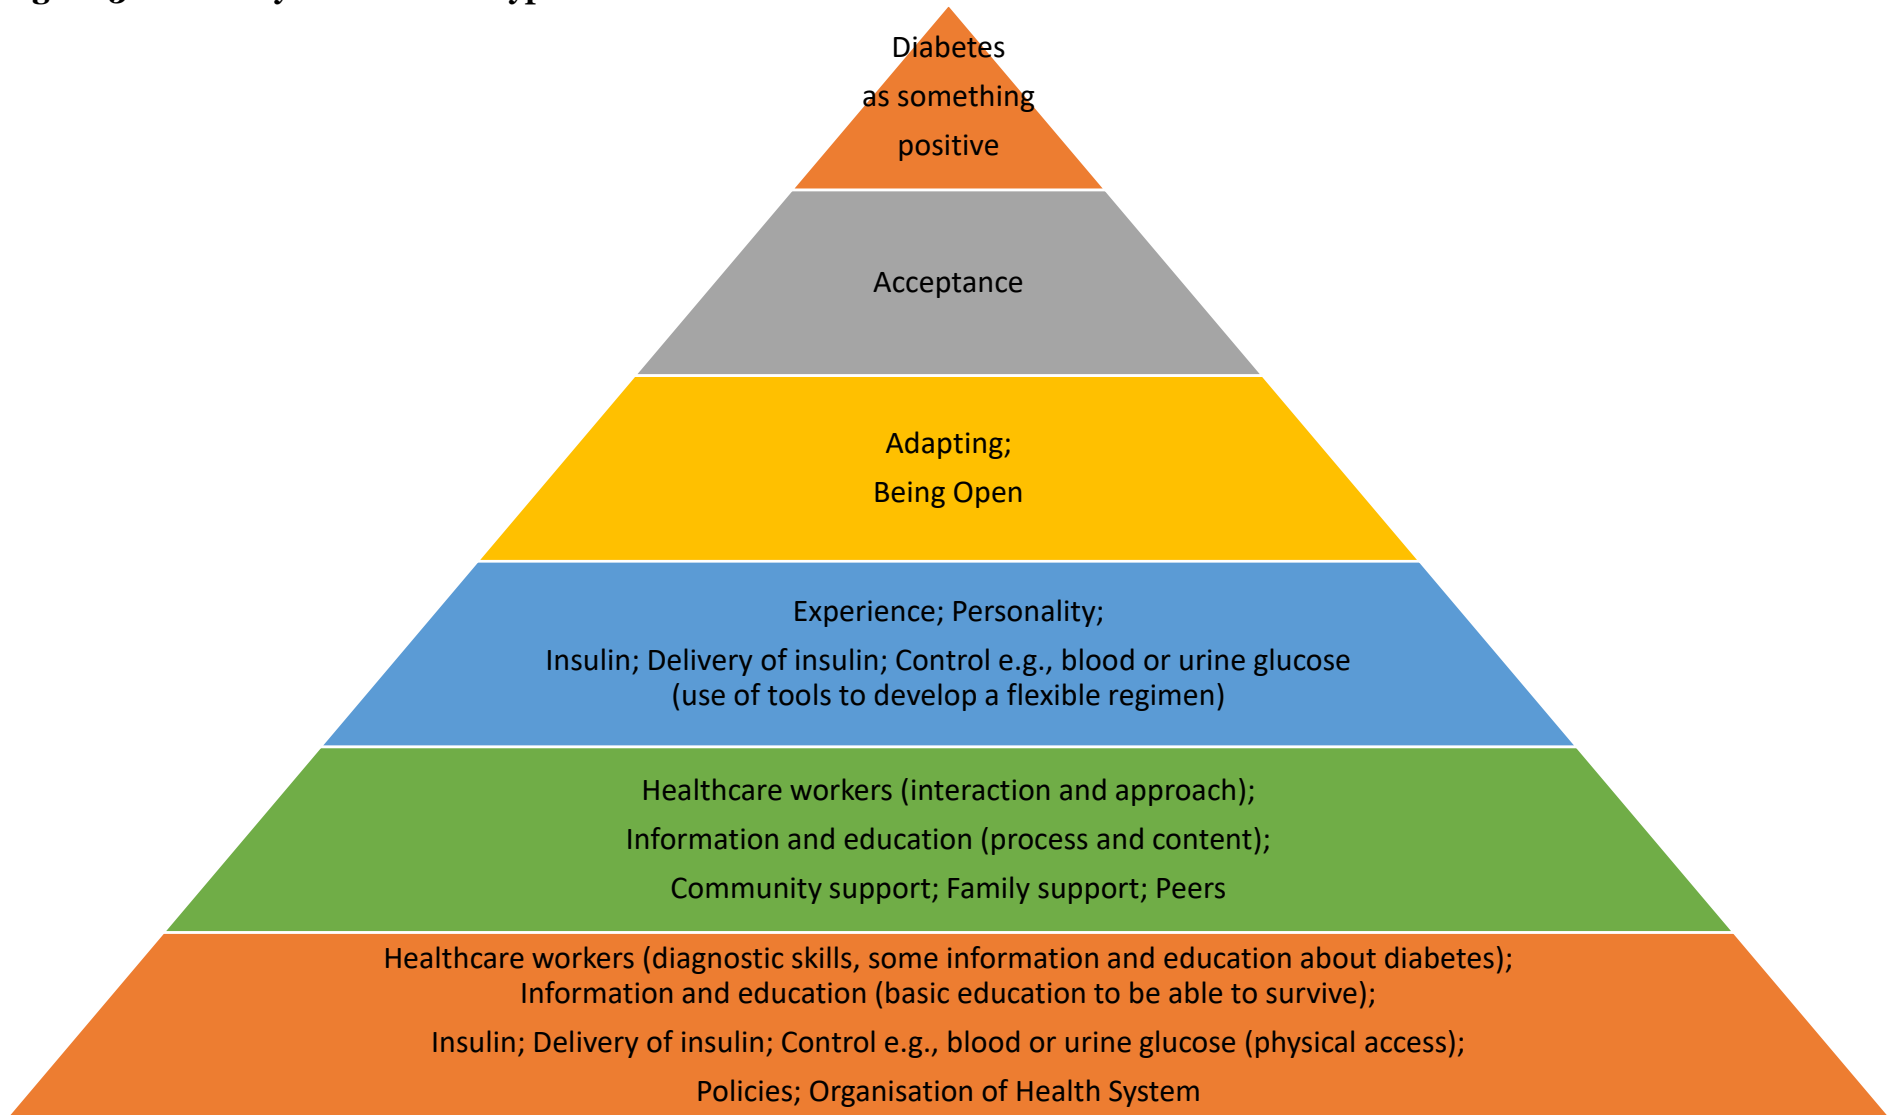 Diabetes
as something
positive
Acceptance
Adapting;
Being Open
Experience; Personality;
Insulin; Delivery of insulin; Control e.g., blood or urine glucose
(use of tools to develop a flexible regimen)
Healthcare workers (interaction and approach);
Information and education (process and content);
Community support; Family support; Peers
Healthcare workers (diagnostic skills, some information and education about diabetes);
Information and education (basic education to be able to survive);
Insulin; Delivery of insulin; Control e.g., blood or urine glucose (physical access);
Policies; Organisation of Health System